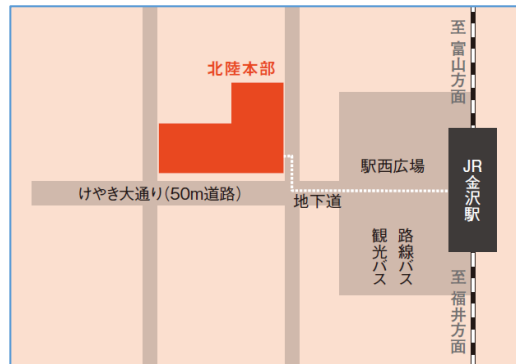 北陸本部
至富山方面
駅西広場
JR金沢駅
けやき大通り(50m道路)
地下道
路線バス
観光バス
至福井方面